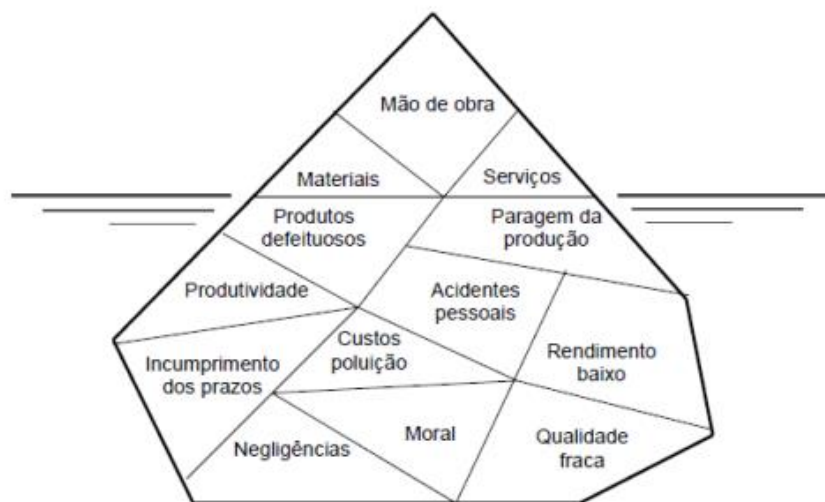 Mão de obra
Materiais
Serviços
Produtos
defeituosos
Paragem da
produção
Produtividade
Acidentes
pessoais
Custos
poluição
Incumprimento
dos prazos
Rendimento
baixo
Negligências
Moral
Qualidade
fraca